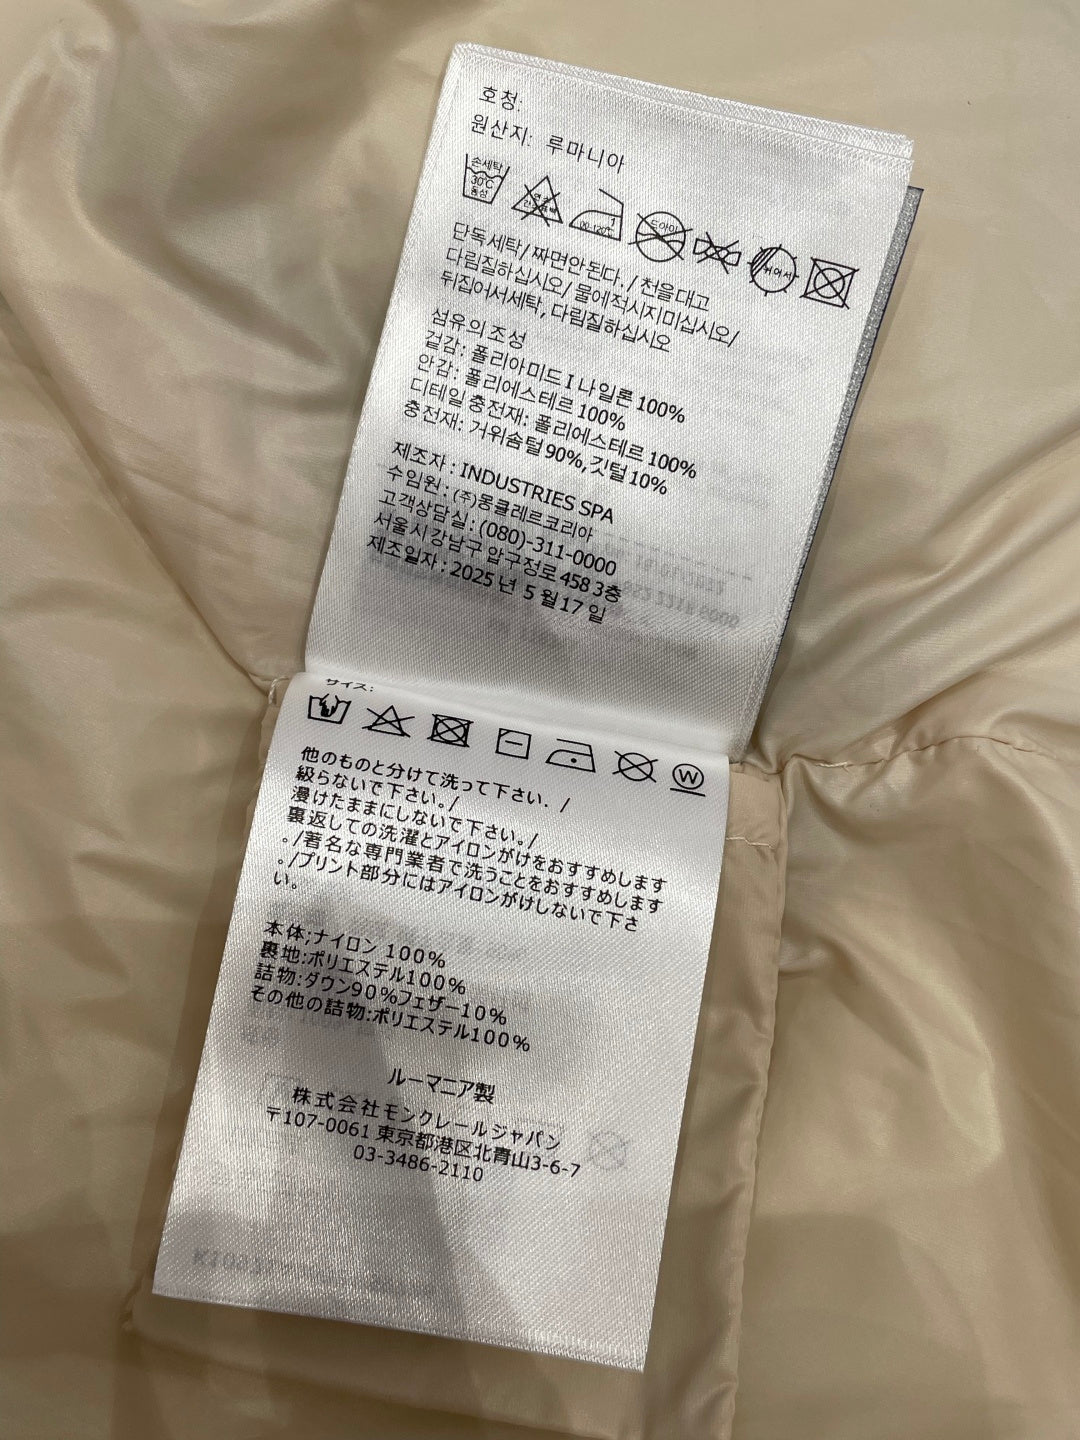 호칭:
원산지: 루마니아
손세탁
30℃
중성
드라이
단독세탁/ 짜면안된다. / 천을대고
다림질하십시오/ 물에적시지미십시오/
뒤집어서세탁, 다림질하십시오
섬유의조성
겉감: 폴리아미드 I 나일론 100%
안감: 폴리에스테르 100%
디테일 충전재: 폴리에스테르 100%
충전재: 거위솜털 90%, 깃털 10%
제조자 : INDUSTRIES SPA
수임원 : (주)몽클레르코리아
고객상담실: (080)-311-0000
서울시강남구 압구정로 458 3층
제조일자 : 2025 년 5 월17 일
サイズ:
W
他のものと分けて洗って下さい. /
絞らないで下さい。/
漫けたままにしないで下さい。/
裏返しての洗濯とアイロンがけをおすすめします
。/著名な専門業者で洗うことをおすすめします
。/プリント部分にはアイロンがけしないで下さ
い。
本体;ナイロン 100%
裏地:ポリエステル100%
詰物:ダウン90%フェザー10%
その他の詰物:ポリエステル100%
ルーマニア製
株式会社モンクレールジャパン
〒107-0061 東京都港区北青山3-6-7
03-3486-2110